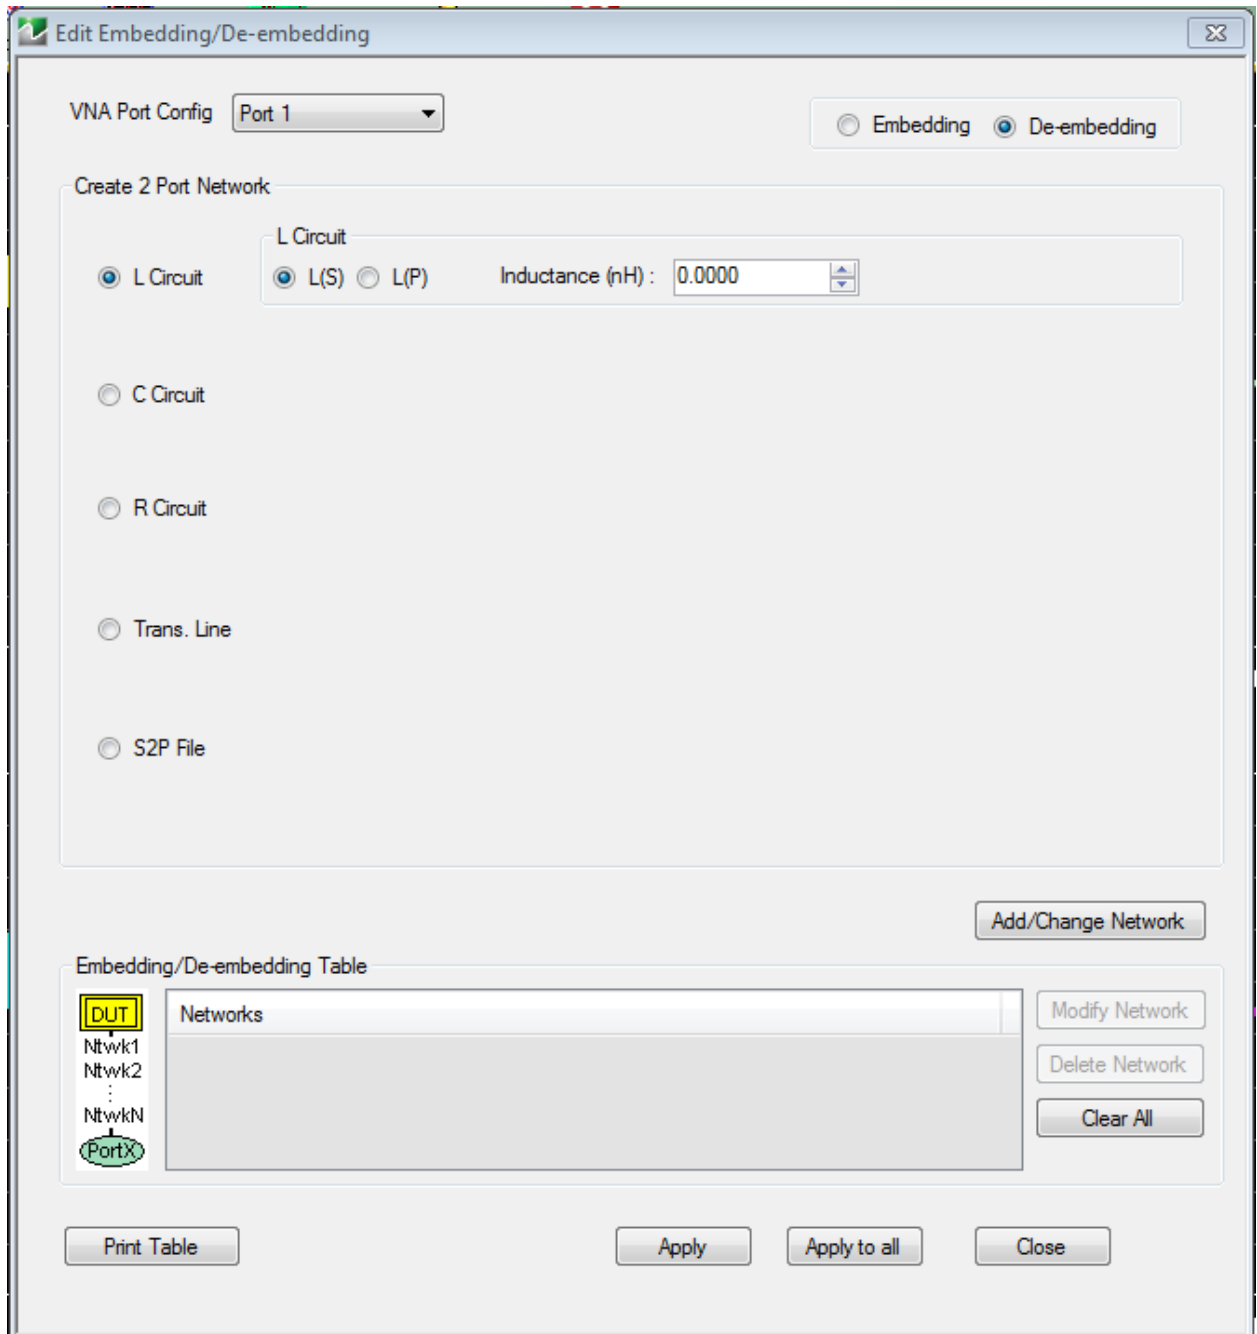 Edit Embedding/De-embedding
VNA Port Config Port 1
Embedding De-embedding
Create 2 Port Network
L Circuit
L Circuit L(S) L(P) Inductance (nH) : 0.0000
C Circuit
R Circuit
Trans. Line
S2P File
Add/Change Network
Embedding/De-embedding Table
DUT
Ntwk1
Ntwk2
⋮
NtwkN
PortX
Networks
Modify Network
Delete Network
Clear All
Print Table Apply Apply to all Close